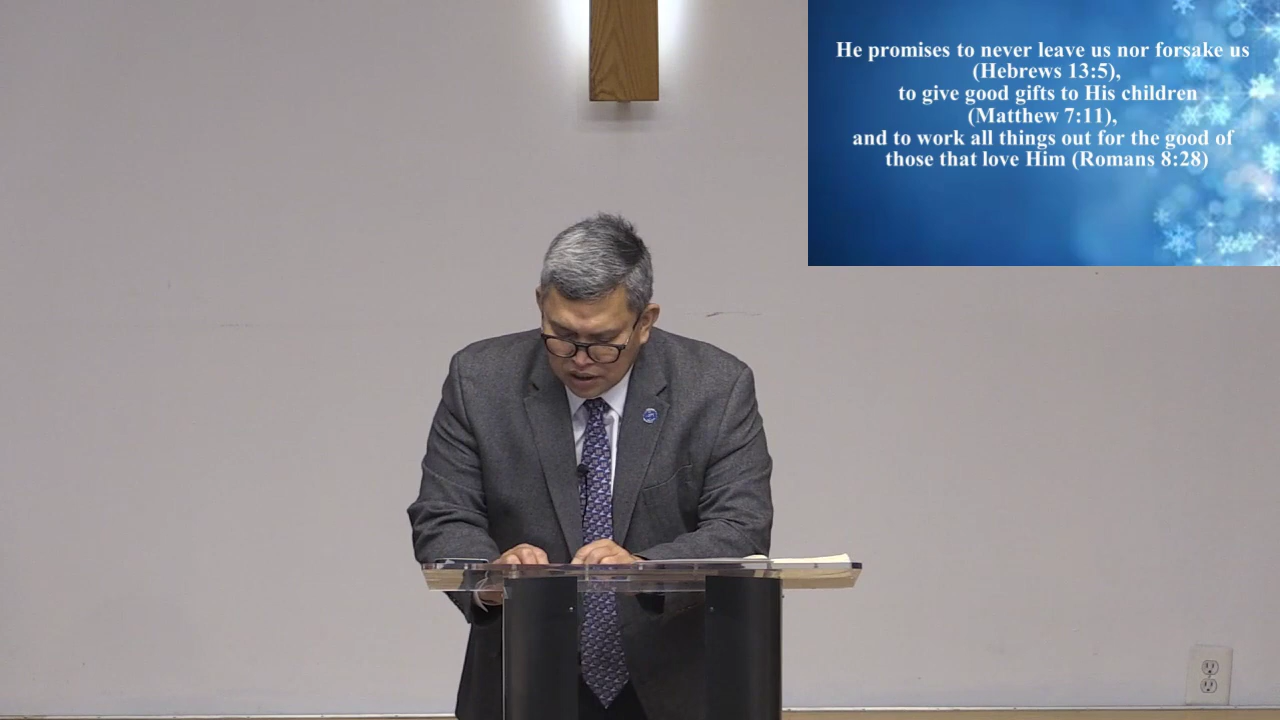 He promises to never leave us nor forsake us
(Hebrews 13:5),
to give good gifts to His children
(Matthew 7:11),
and to work all things out for the good of
those that love Him (Romans 8:28)